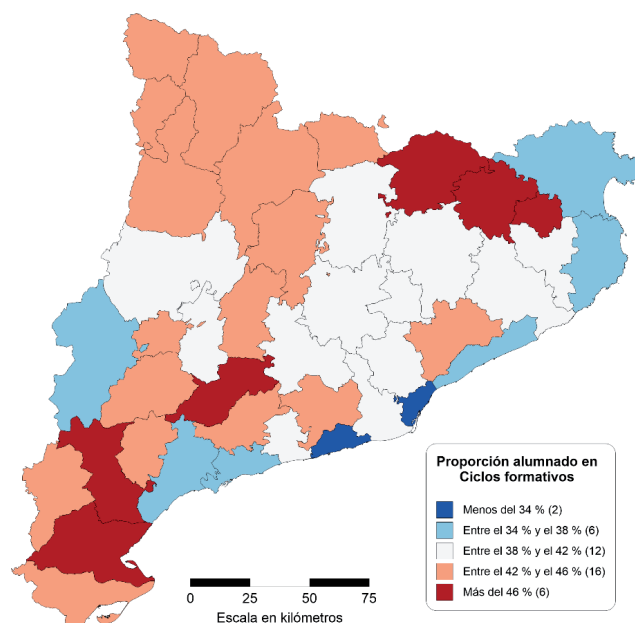 Proporción alumnado en
Ciclos formativos
Menos del 34 % (2)
Entre el 34 % y el 38 % (6)
Entre el 38 % y el 42 % (12)
Entre el 42 % y el 46 % (16)
Más del 46 % (6)
0 25 50 75
Escala en kilómetros